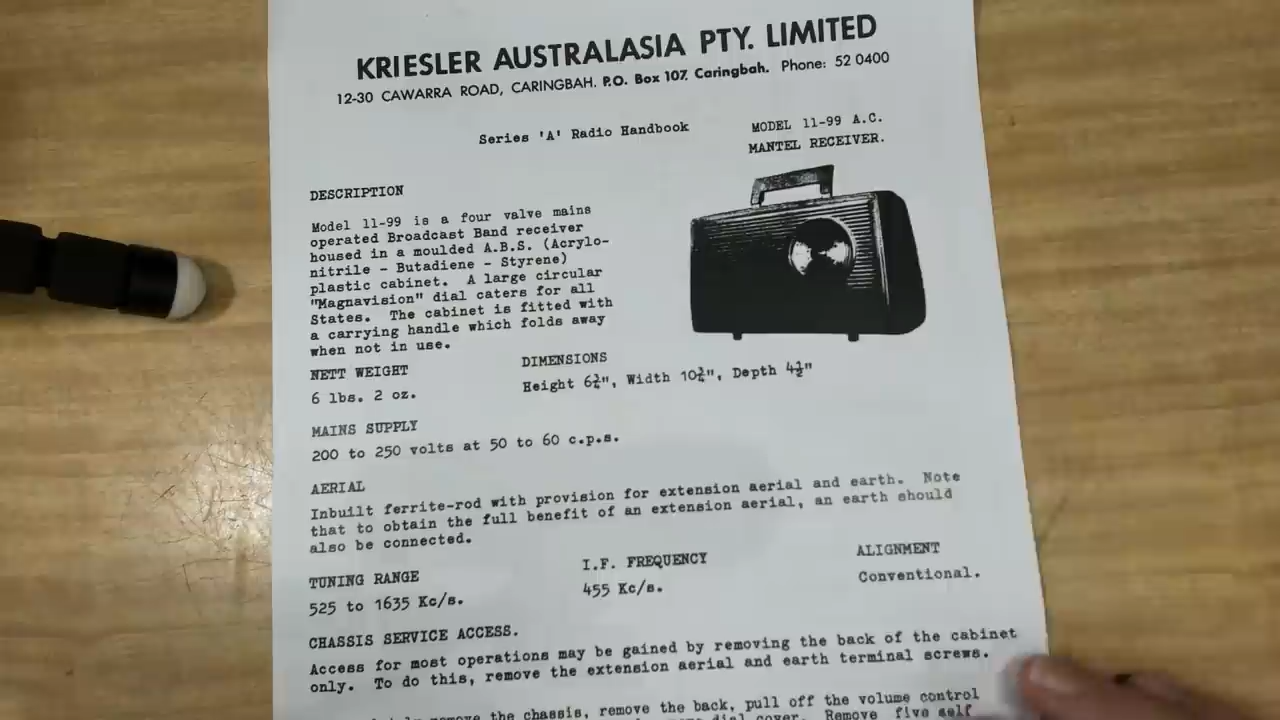 KRIESLER AUSTRALASIA PTY. LIMITED
12-30 CAWARRA ROAD, CARINGBAH. P.O. Box 107, Caringbah. Phone: 52 0400
Series 'A' Radio Handbook
MODEL 11-99 A.C.
MANTEL RECEIVER.
DESCRIPTION
Model 11-99 is a four valve mains
operated Broadcast Band receiver
housed in a moulded A.B.S. (Acrylo-
nitrile - Butadiene - Styrene)
plastic cabinet. A large circular
"Magnavision" dial caters for all
States. The cabinet is fitted with
a carrying handle which folds away
when not in use.
NETT WEIGHT
6 lbs. 2 oz.
DIMENSIONS
Height 6¾", Width 10¾", Depth 4½"
MAINS SUPPLY
200 to 250 volts at 50 to 60 c.p.s.
AERIAL
Inbuilt ferrite-rod with provision for extension aerial and earth. Note
that to obtain the full benefit of an extension aerial, an earth should
also be connected.
TUNING RANGE
525 to 1635 Kc/s.
I.F. FREQUENCY
455 Kc/s.
ALIGNMENT
Conventional.
CHASSIS SERVICE ACCESS.
Access for most operations may be gained by removing the back of the cabinet
only. To do this, remove the extension aerial and earth terminal screws.
the chassis, remove the back, pull off the volume control
dial cover. Remove five self